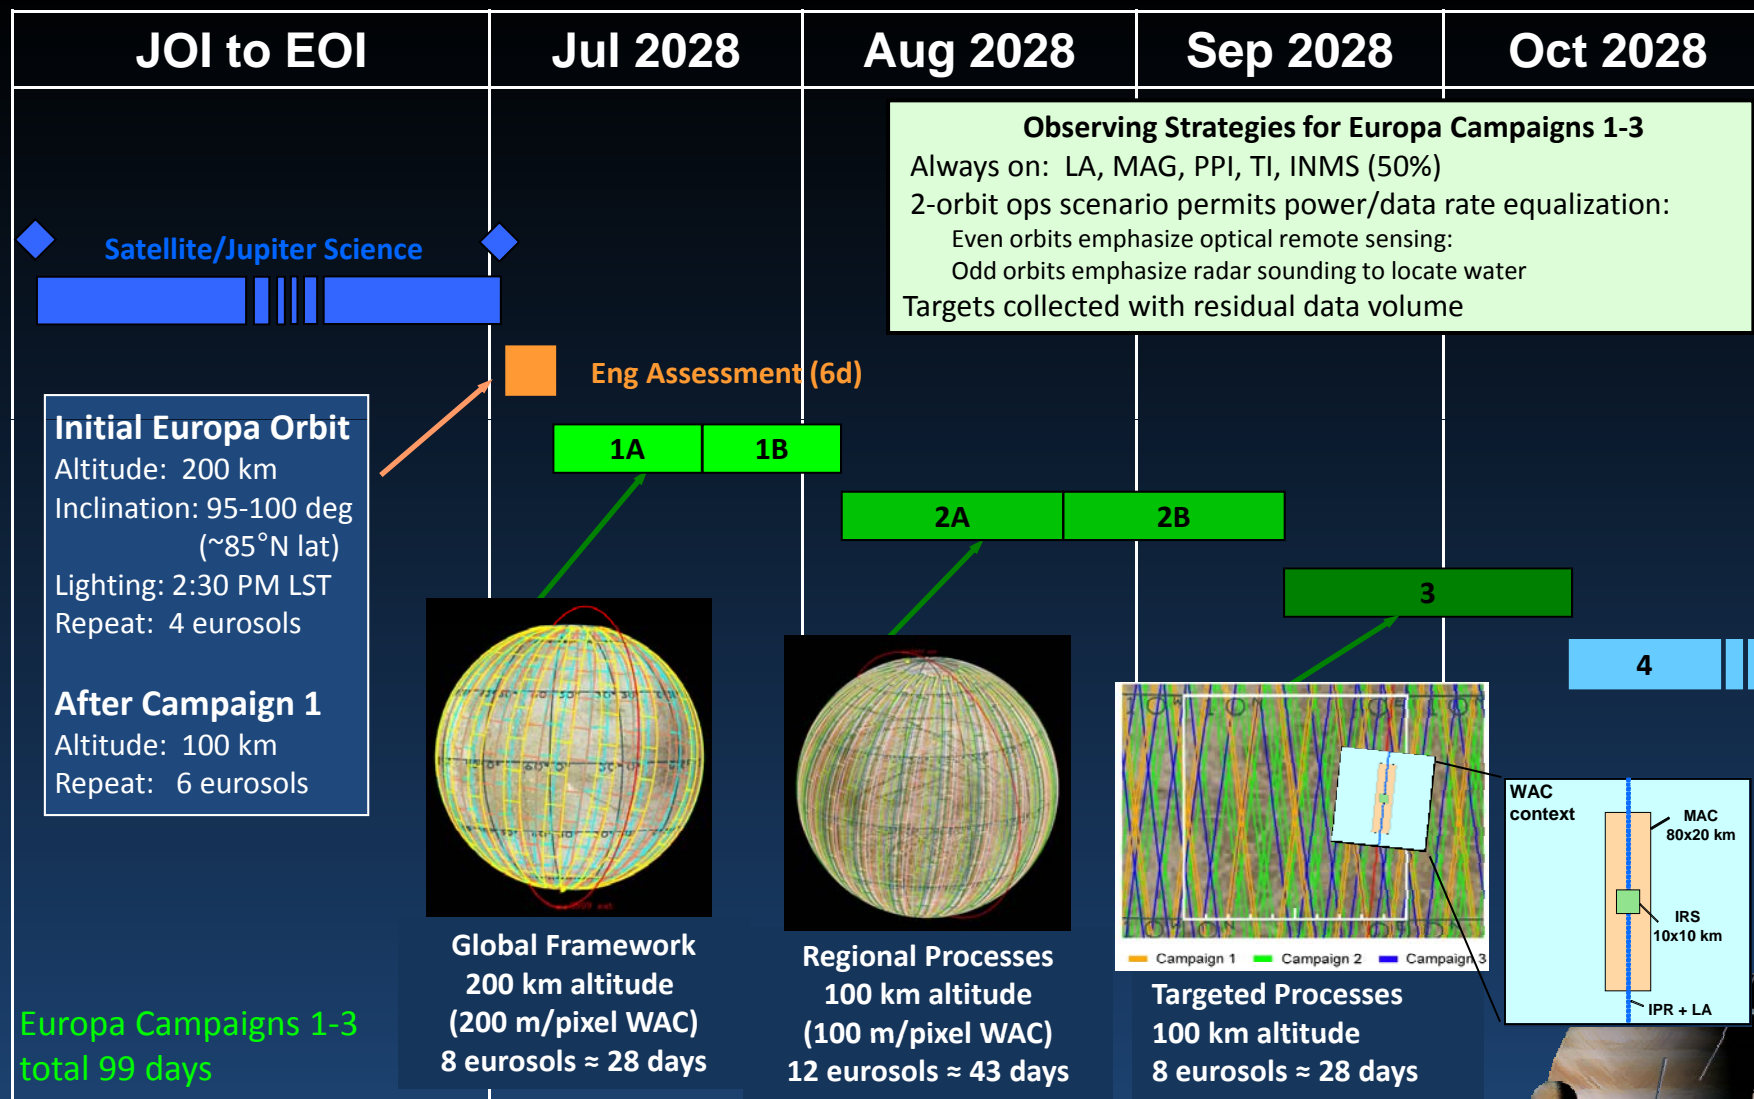 JOI to EOI
Jul 2028
Aug 2028
Sep 2028
Oct 2028
Observing Strategies for Europa Campaigns 1-3
Always on:  LA, MAG, PPI, TI, INMS (50%)
2-orbit ops scenario permits power/data rate equalization:
Even orbits emphasize optical remote sensing:
Odd orbits emphasize radar sounding to locate water
Targets collected with residual data volume
Satellite/Jupiter Science
Eng Assessment (6d)
Initial Europa Orbit
Altitude:  200 km
Inclination: 95-100 deg
(~85°N lat)
Lighting: 2:30 PM LST
Repeat:  4 eurosols
After Campaign 1
Altitude:  100 km
Repeat:   6 eurosols
1A
1B
2A
2B
3
4
WAC
context
MAC
80x20 km
IRS
10x10 km
IPR + LA
Campaign 1
Campaign 2
Campaign 3
Global Framework
200 km altitude
(200 m/pixel WAC)
8 eurosols ≈ 28 days
Regional Processes
100 km altitude
(100 m/pixel WAC)
12 eurosols ≈ 43 days
Targeted Processes
100 km altitude
8 eurosols ≈ 28 days
Europa Campaigns 1-3
total 99 days